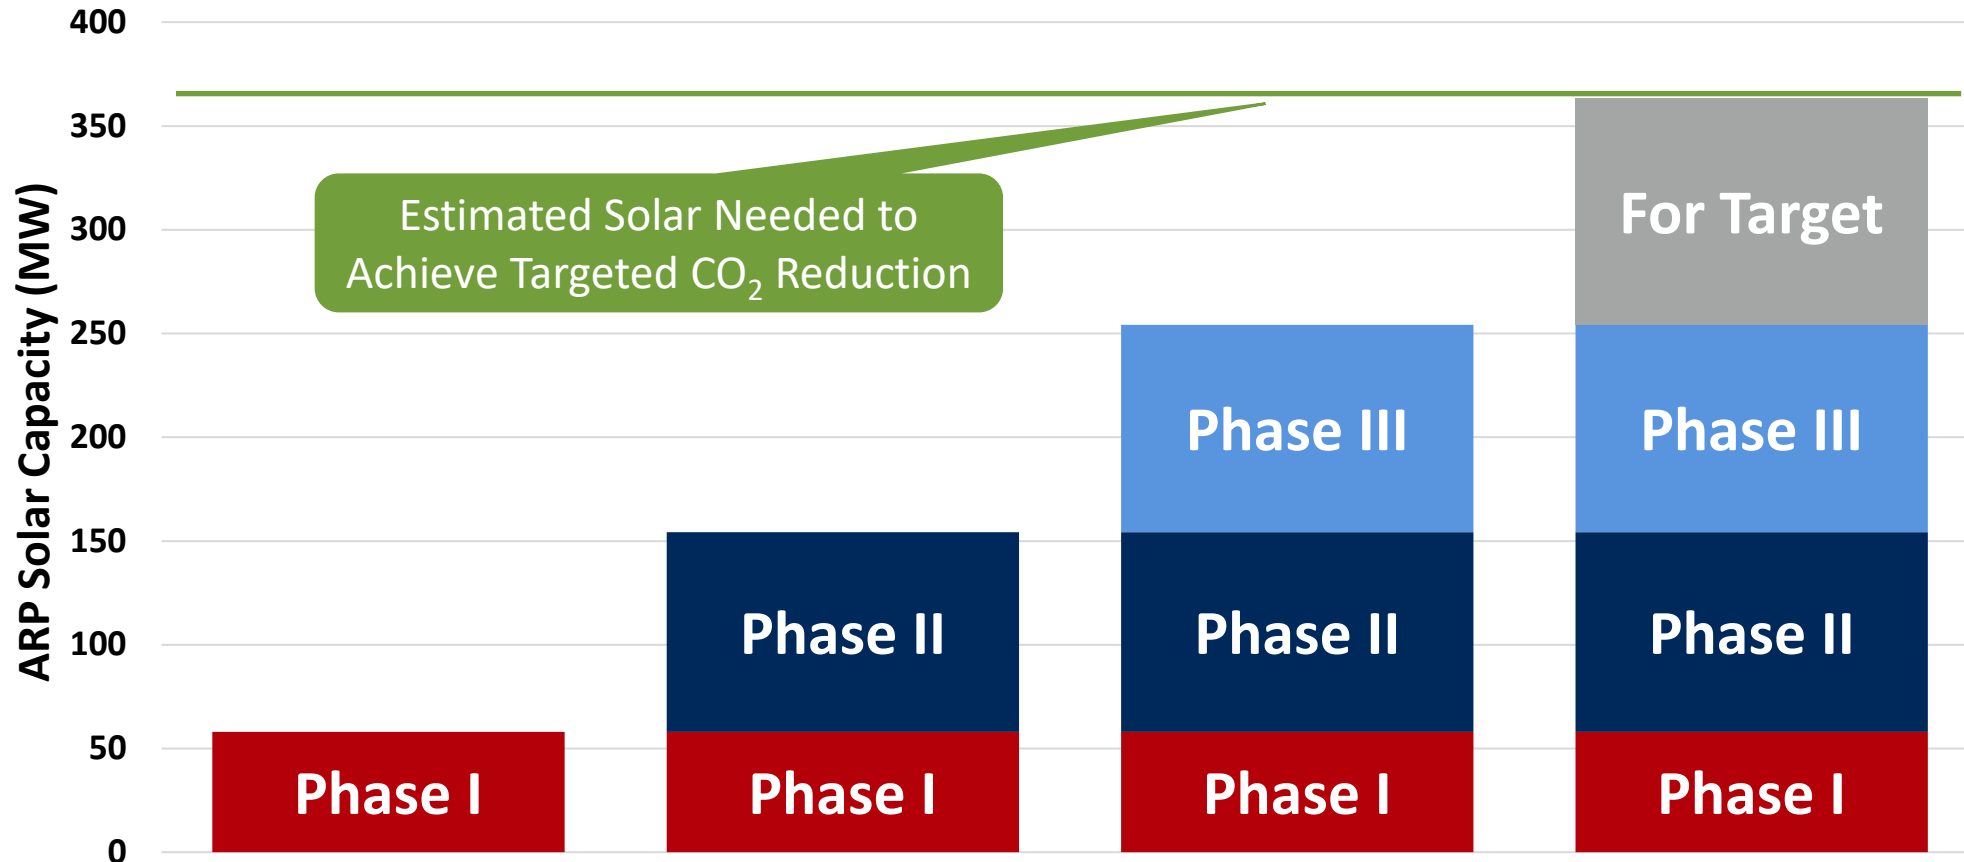 ARP Solar Capacity (MW)
400
350
300
250
200
150
100
50
0
Estimated Solar Needed to
Achieve Targeted CO₂ Reduction
Phase I
Phase II
Phase I
Phase III
Phase II
Phase I
For Target
Phase III
Phase II
Phase I